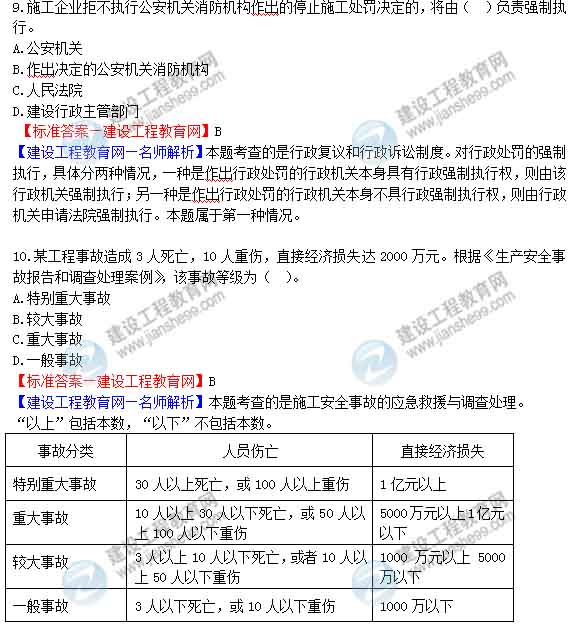 9.施工企业拒不执行公安机关消防机构作出的停止施工处罚决定的，将由（ ）负责强制执
行。
A.公安机关
B.作出决定的公安机关消防机构
C.人民法院
D.建设行政主管部门
【标准答案—建设工程教育网】B
【建设工程教育网—名师解析】本题考查的是行政复议和行政诉讼制度。对行政处罚的强制
执行，具体分两种情况，一种是作出行政处罚的行政机关本身具有行政强制执行权，则由该
行政机关强制执行；另一种是作出行政处罚的行政机关本身不具行政强制执行权，则由行政
机关申请法院强制执行。本题属于第一种情况。
10.某工程事故造成 3 人死亡，10 人重伤，直接经济损失达 2000 万元。根据《生产安全事
故报告和调查处理案例》，该事故等级为（ ）。
A.特别重大事故
B.较大事故
C.重大事故
D.一般事故
【标准答案—建设工程教育网】B
【建设工程教育网—名师解析】本题考查的是施工安全事故的应急救援与调查处理。
“以上”包括本数，“以下”不包括本数。
事故分类 人员伤亡 直接经济损失
特别重大事故 30 人以上死亡，或 100 人以上重伤 1 亿元以上
重大事故 10 人以上 30 人以下死亡，或 50 人以
上 100 人以下重伤 5000 万元以上 1 亿元
以下
较大事故 3 人以上 10 人以下死亡，或者 10 人以
上 50 人以下重伤 1000 万元以上 5000
万以下
一般事故 3 人以下死亡，或 10 人以下重伤 1000 万以下
建设工程教育网
www.jianshe99.com